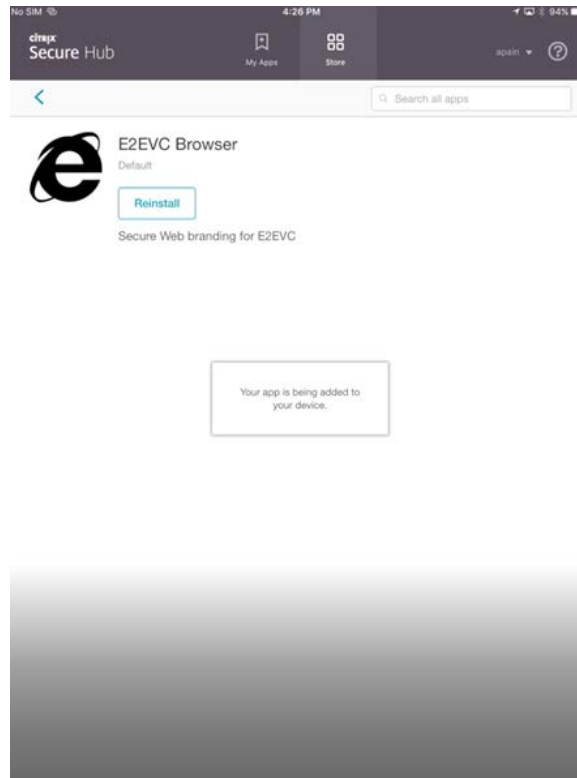 No SIM
4:26 PM
94%
citrix
Secure Hub
My Apps
Store
apain
?
Search all apps
E2EVC Browser
Default
Reinstall
Secure Web branding for E2EVC
Your app is being added to
your device.